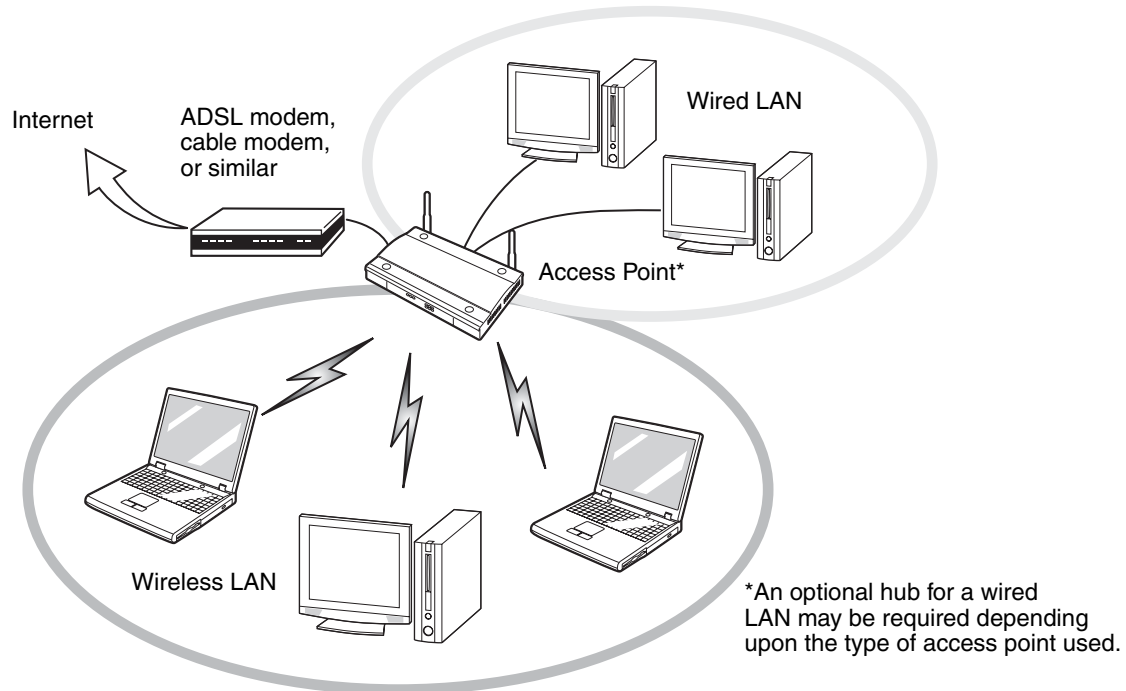 Internet
ADSL modem,
cable modem,
or similar
Wired LAN
Access Point*
Wireless LAN
*An optional hub for a wired
LAN may be required depending
upon the type of access point used.